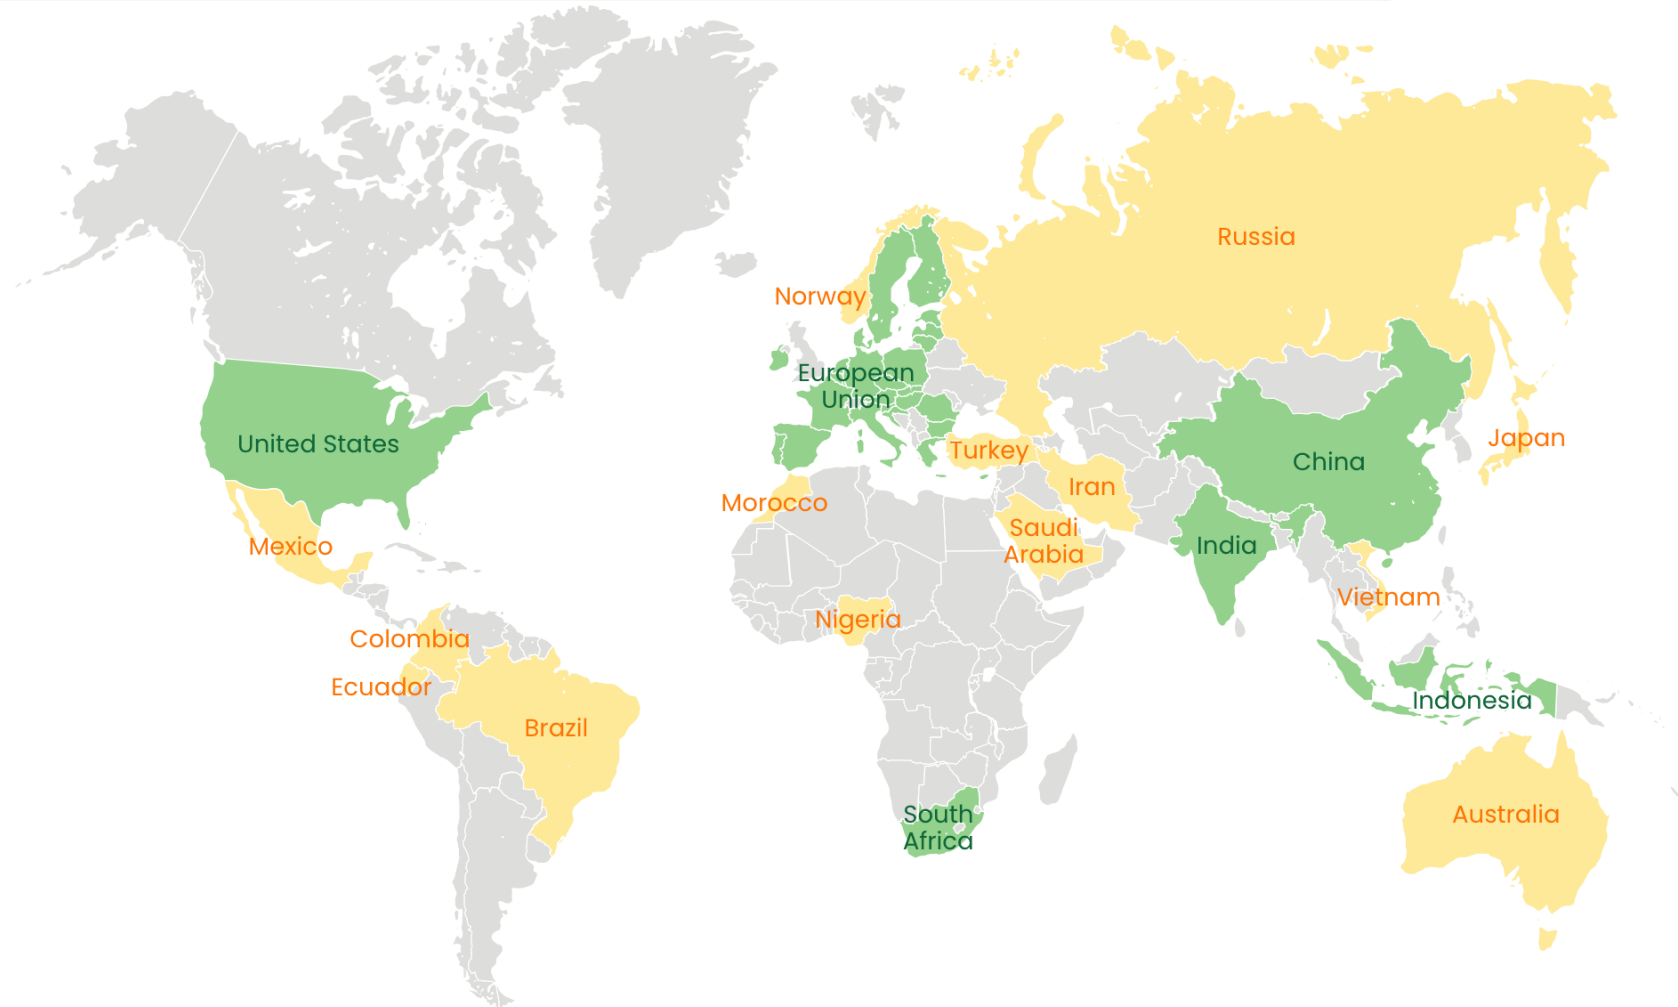 Russia
Norway
European
Union
United States
Turkey
Japan
China
Iran
Morocco
Saudi
Arabia
India
Mexico
Vietnam
Nigeria
Colombia
Ecuador
Indonesia
Brazil
South
Africa
Australia